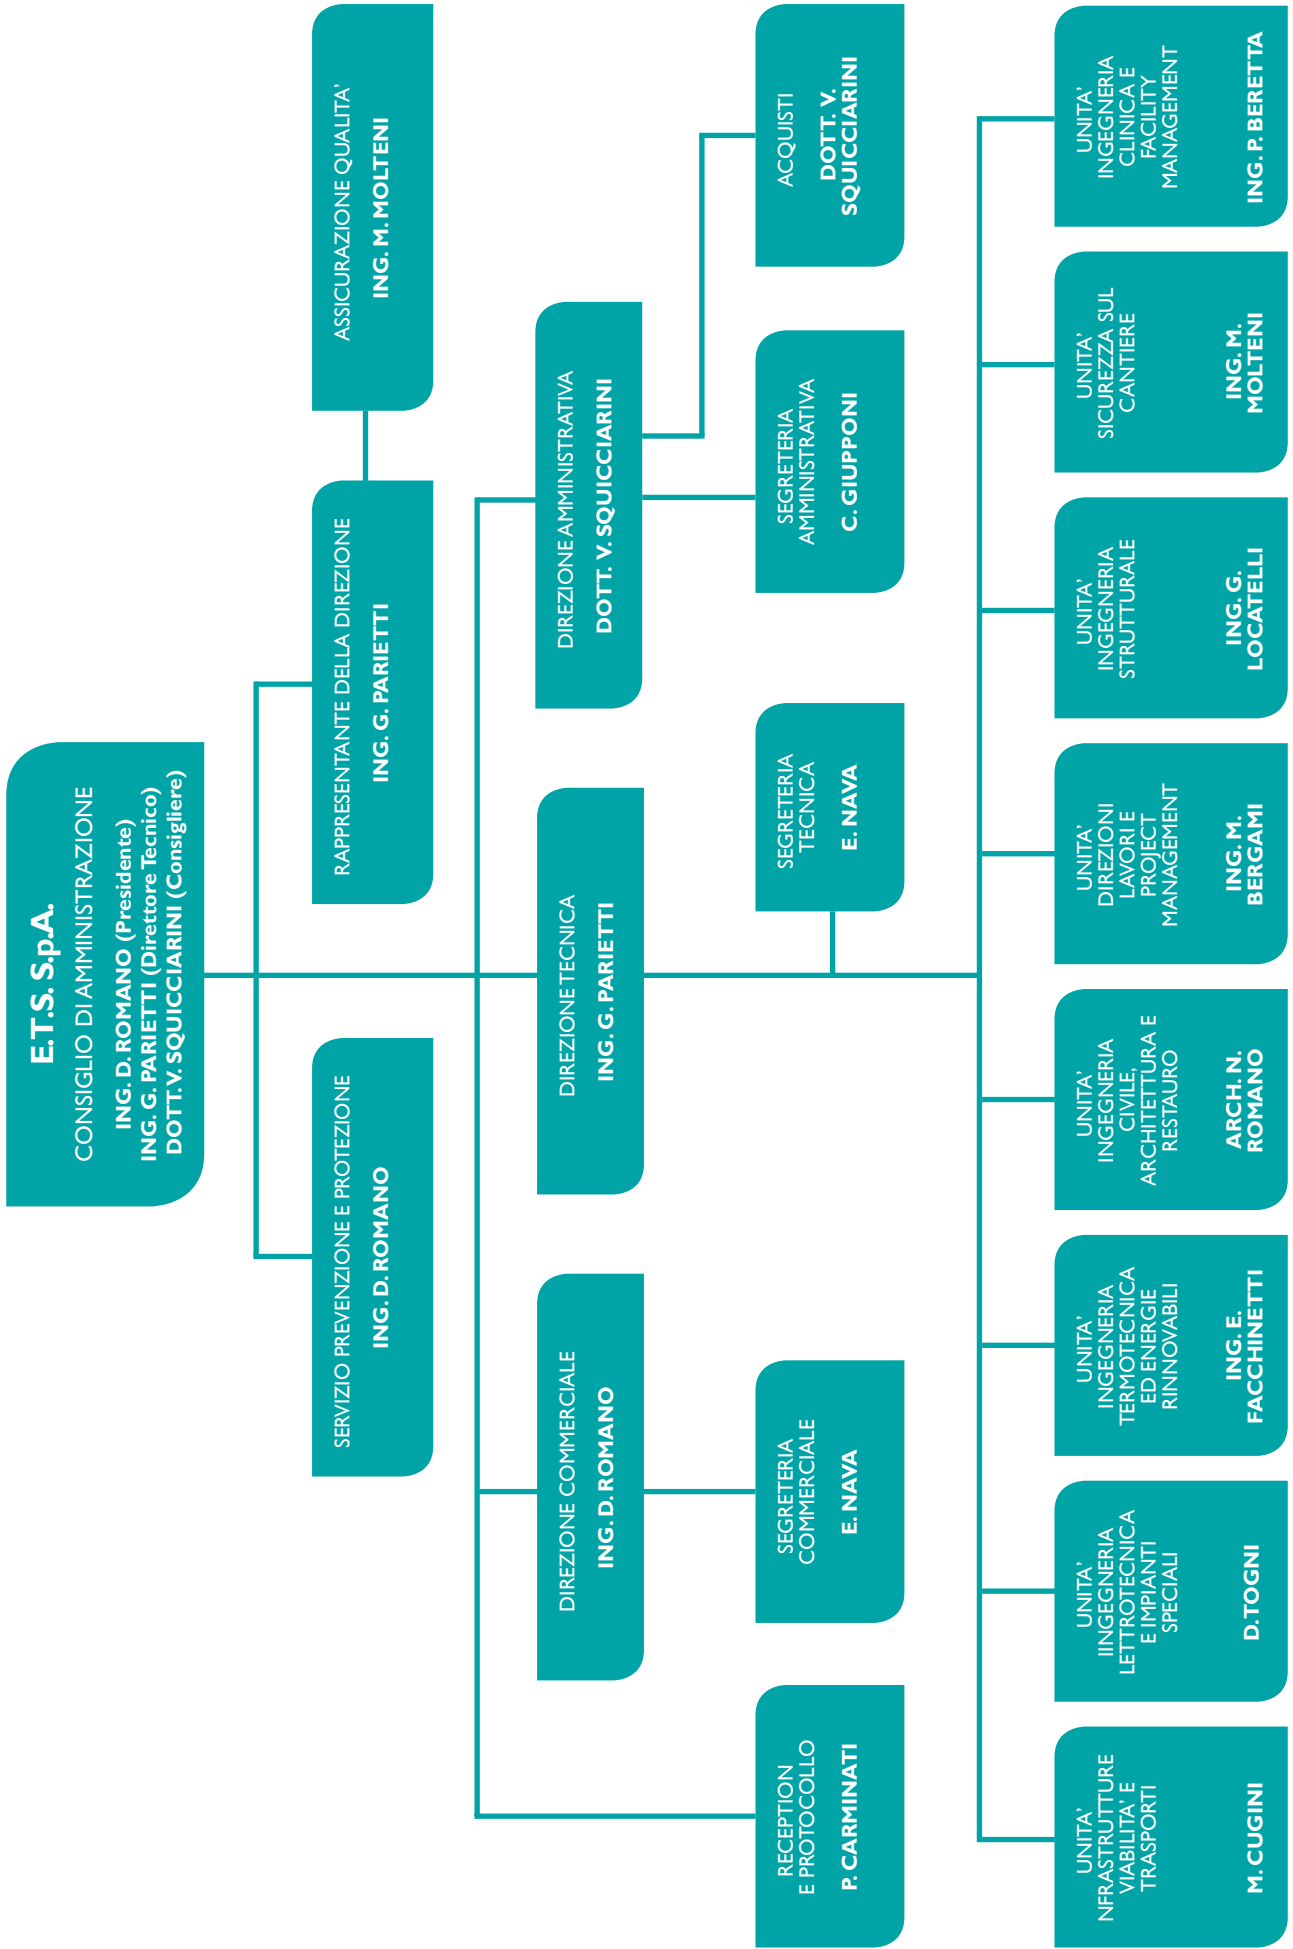 E.T.S. S.p.A.
CONSIGLIO DI AMMINISTRAZIONE
ING. D. ROMANO (Presidente)
ING. G. PARIETTI (Direttore Tecnico)
DOTT. V. SQUICCIARINI (Consigliere)
SERVIZIO PREVENZIONE E PROTEZIONE
ING. D. ROMANO
RAPPRESENTANTE DELLA DIREZIONE
ING. G. PARIETTI
ASSICURAZIONE QUALITA’
ING. M. MOLTENI
DIREZIONE COMMERCIALE
ING. D. ROMANO
DIREZIONE TECNICA
ING. G. PARIETTI
DIREZIONE AMMINISTRATIVA
DOTT. V. SQUICCIARINI
RECEPTION
E PROTOCOLLO
P. CARMINATI
SEGRETERIA
COMMERCIALE
E. NAVA
SEGRETERIA
TECNICA
E. NAVA
SEGRETERIA
AMMINISTRATIVA
C. GIUPPONI
ACQUISTI
DOTT. V.
SQUICCIARINI
UNITA’
NFRASTRUTTURE
VIABILITA’ E
TRASPORTI
M. CUGINI
UNITA’
IINGEGNERIA
LETTROTECNICA
E IMPIANTI
SPECIALI
D. TOGNI
UNITA’
INGEGNERIA
TERMOTECNICA
ED ENERGIE
RINNOVABILI
ING. E.
FACCHINETTI
UNITA’
INGEGNERIA
CIVILE,
ARCHITETTURA E
RESTAURO
ARCH. N.
ROMANO
UNITA’
DIREZIONI
LAVORI E
PROJECT
MANAGEMENT
ING. M.
BERGAMI
UNITA’
INGEGNERIA
STRUTTURALE
ING. G.
LOCATELLI
UNITA’
SICUREZZA SUL
CANTIERE
ING. M.
MOLTENI
UNITA’
INGEGNERIA
CLINICA E
FACILITY
MANAGEMENT
ING. P. BERETTA